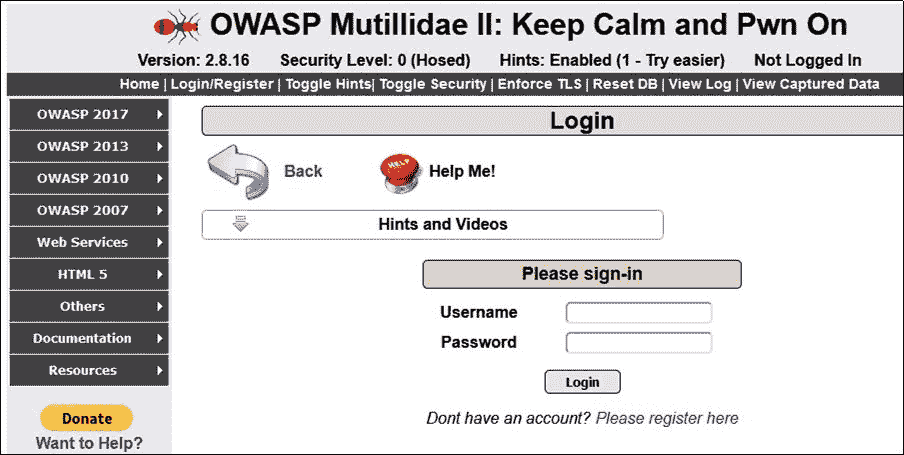 OWASP Mutillidae II: Keep Calm and Pwn On
Version: 2.8.16 Security Level: 0 (Hosed) Hints: Enabled (1 - Try easier) Not Logged In
Home | Login/Register | Toggle Hints| Toggle Security | Enforce TLS | Reset DB | View Log | View Captured Data
OWASP 2017
OWASP 2013
OWASP 2010
OWASP 2007
Web Services
HTML 5
Others
Documentation
Resources
Donate
Want to Help?
Login
Back
HELP
Help Me!
Hints and Videos
Please sign-in
Username
Password
Login
Dont have an account? Please register here